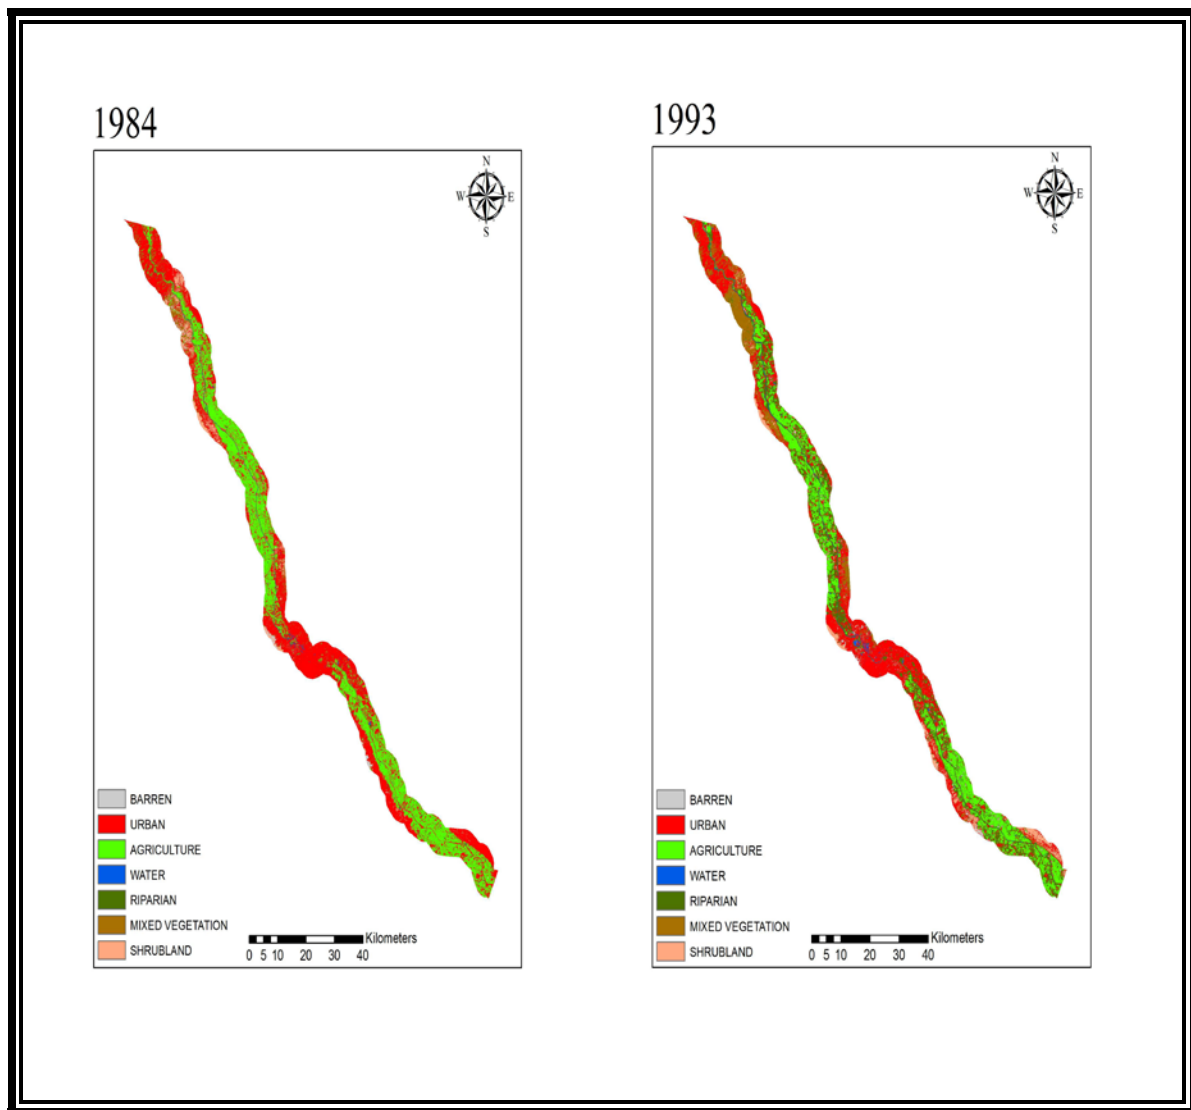 1984
N
W E
S
BARREN
URBAN
AGRICULTURE
WATER
RIPARIAN
MIXED VEGETATION
SHRUBLAND
Kilometers
0 5 10 20 30 40
1993
N
W E
S
BARREN
URBAN
AGRICULTURE
WATER
RIPARIAN
MIXED VEGETATION
SHRUBLAND
Kilometers
0 5 10 20 30 40